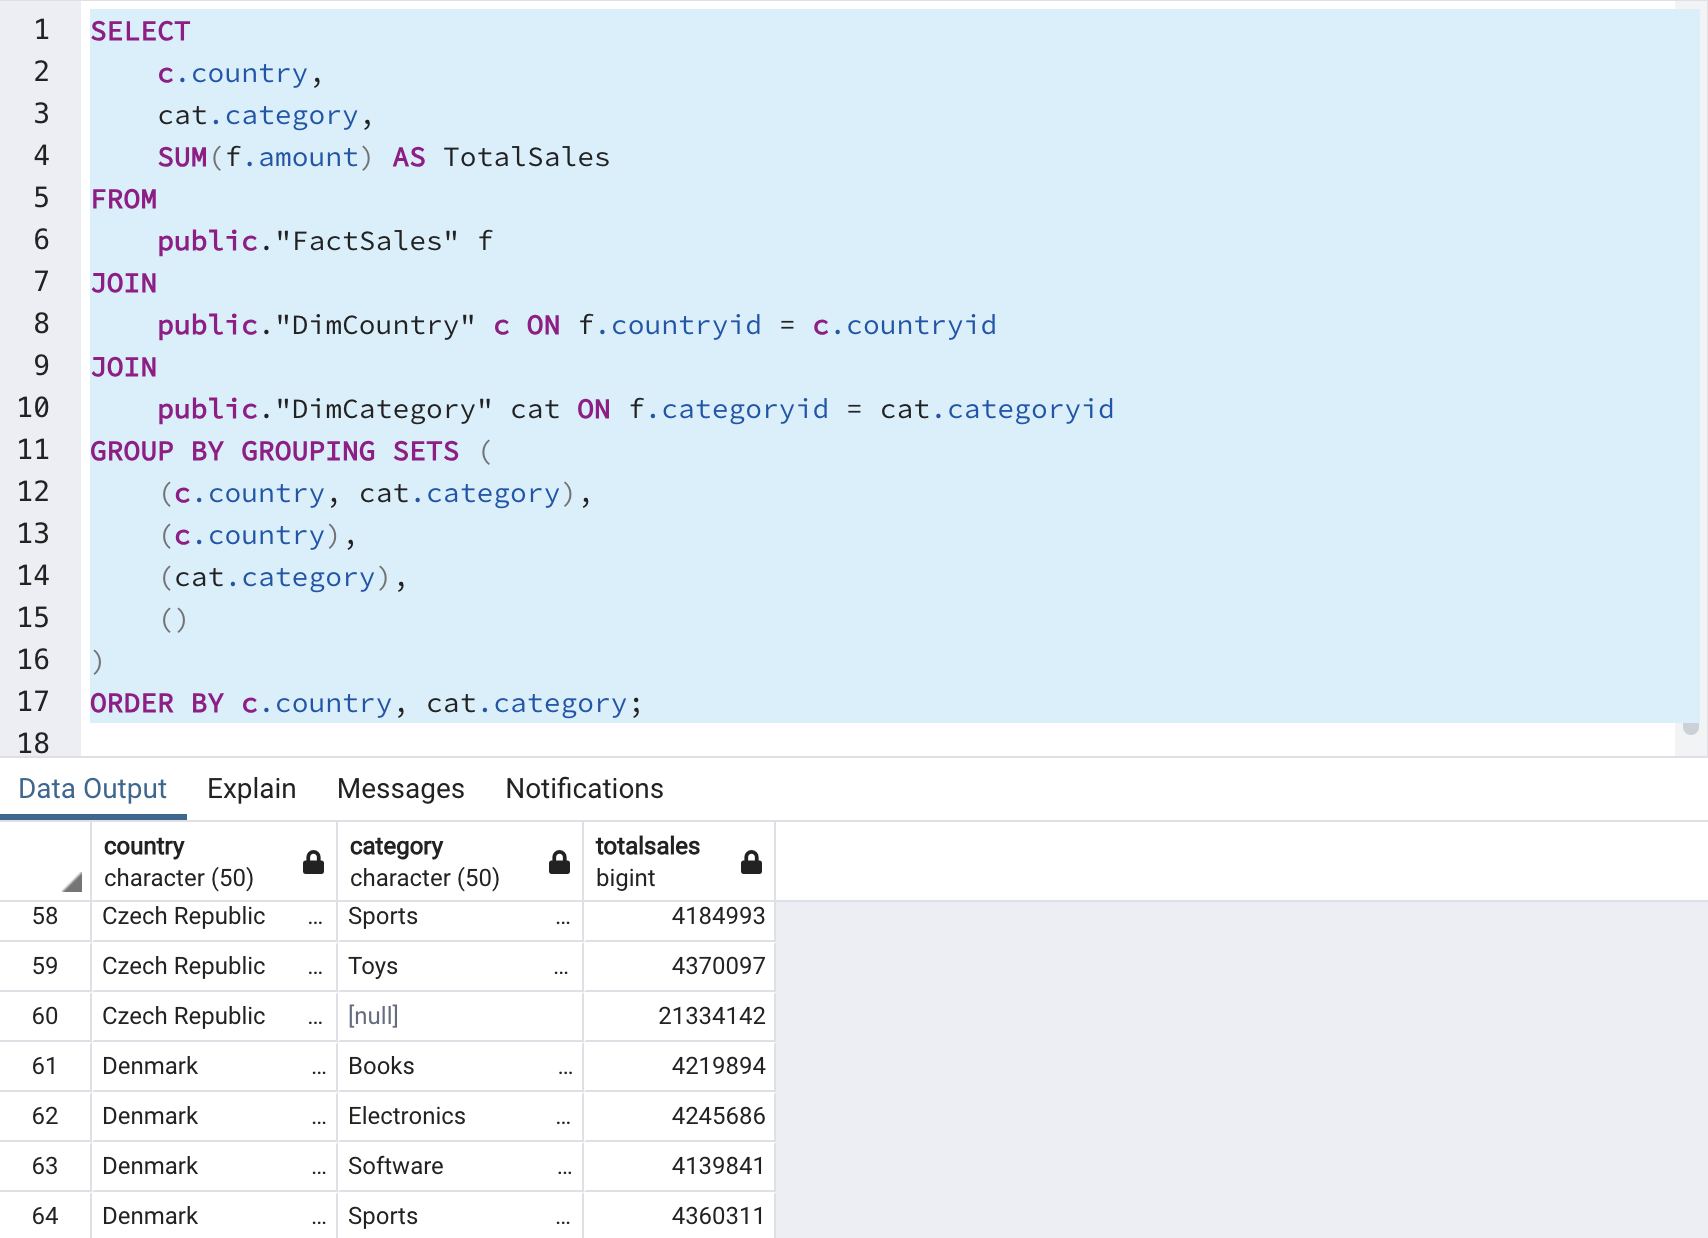 1 SELECT
2 c.country,
3 cat.category,
4 SUM(f.amount) AS TotalSales
5 FROM
6 public."FactSales" f
7 JOIN
8 public."DimCountry" c ON f.countryid = c.countryid
9 JOIN
10 public."DimCategory" cat ON f.categoryid = cat.categoryid
11 GROUP BY GROUPING SETS (
12 (c.country, cat.category),
13 (c.country),
14 (cat.category),
15 ()
16 )
17 ORDER BY c.country, cat.category;
18
Data Output Explain Messages Notifications
country category totalsales
character (50) character (50) bigint
58 Czech Republic ... Sports ... 4184993
59 Czech Republic ... Toys ... 4370097
60 Czech Republic ... [null] 21334142
61 Denmark ... Books ... 4219894
62 Denmark ... Electronics ... 4245686
63 Denmark ... Software ... 4139841
64 Denmark ... Sports ... 4360311